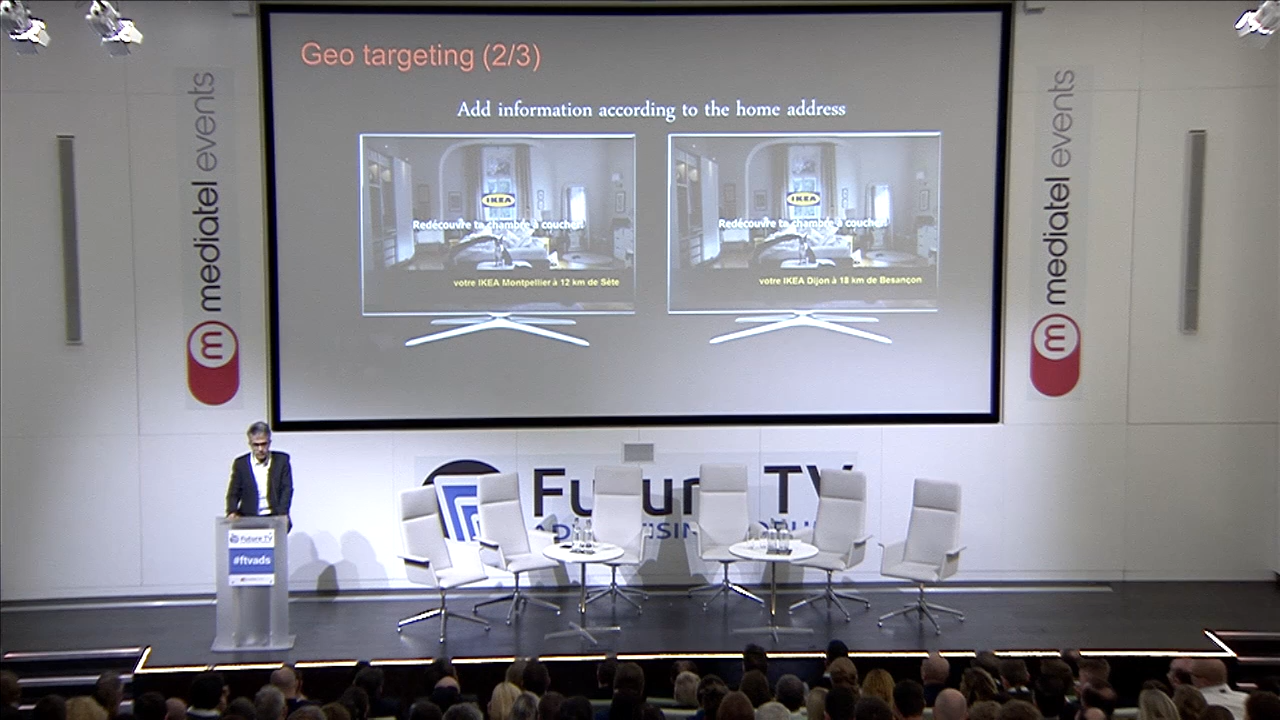 Geo targeting (2/3)
Add information according to the home address
IKEA
Redécouvre ta chambre à coucher!
votre IKEA Montpellier à 12 km de Sète
IKEA
Redécouvre ta chambre à coucher!
votre IKEA Dijon à 18 km de Besançon
m mediatel events
m mediatel events
Future TV
Future TV
#ftvads